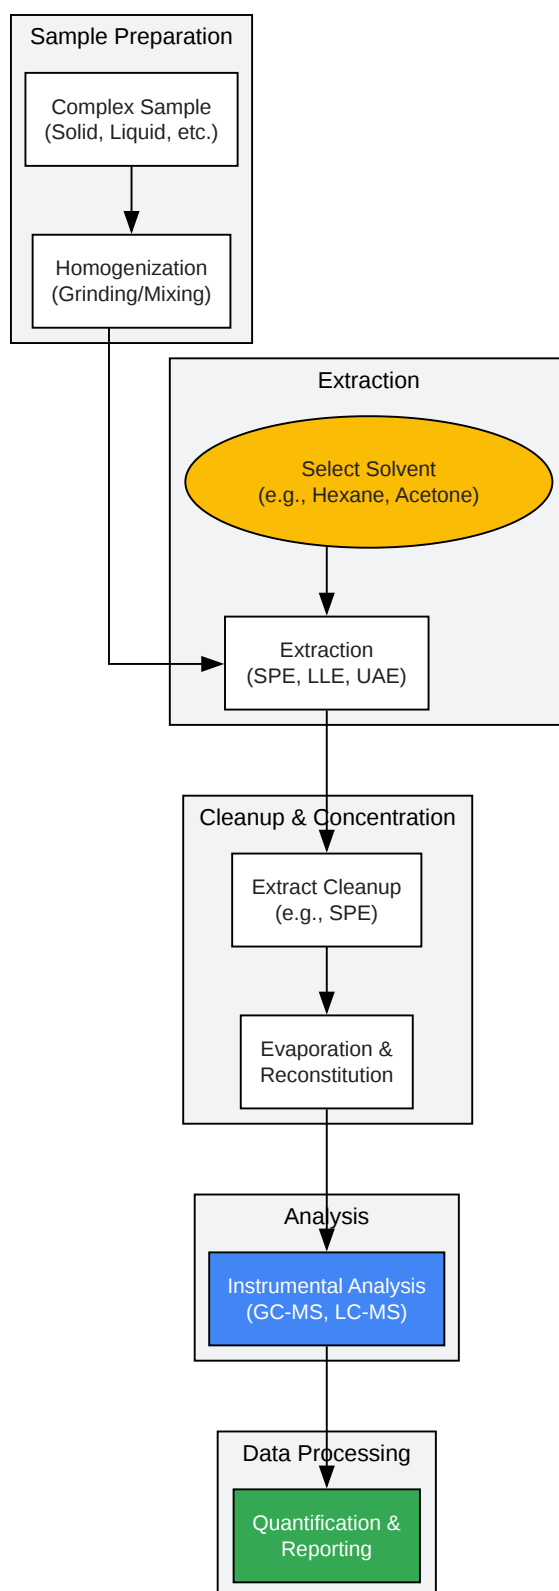 Sample Preparation
Complex Sample
(Solid, Liquid, etc.)
Homogenization
(Grinding/Mixing)
Extraction
Select Solvent
(e.g., Hexane, Acetone)
Extraction
(SPE, LLE, UAE)
Cleanup & Concentration
Extract Cleanup
(e.g., SPE)
Evaporation &
Reconstitution
Analysis
Instrumental Analysis
(GC-MS, LC-MS)
Data Processing
Quantification &
Reporting